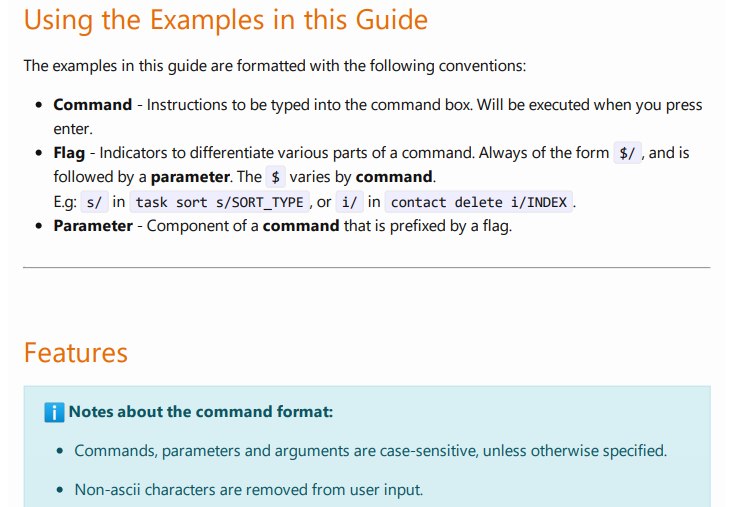 Using the Examples in this Guide
The examples in this guide are formatted with the following conventions:
• Command - Instructions to be typed into the command box. Will be executed when you press
enter.
• Flag - Indicators to differentiate various parts of a command. Always of the form $/ , and is
followed by a parameter. The $ varies by command.
E.g: s/ in task sort s/SORT_TYPE , or i/ in contact delete i/INDEX .
• Parameter - Component of a command that is prefixed by a flag.
Features
ℹ️ Notes about the command format:
• Commands, parameters and arguments are case-sensitive, unless otherwise specified.
• Non-ascii characters are removed from user input.